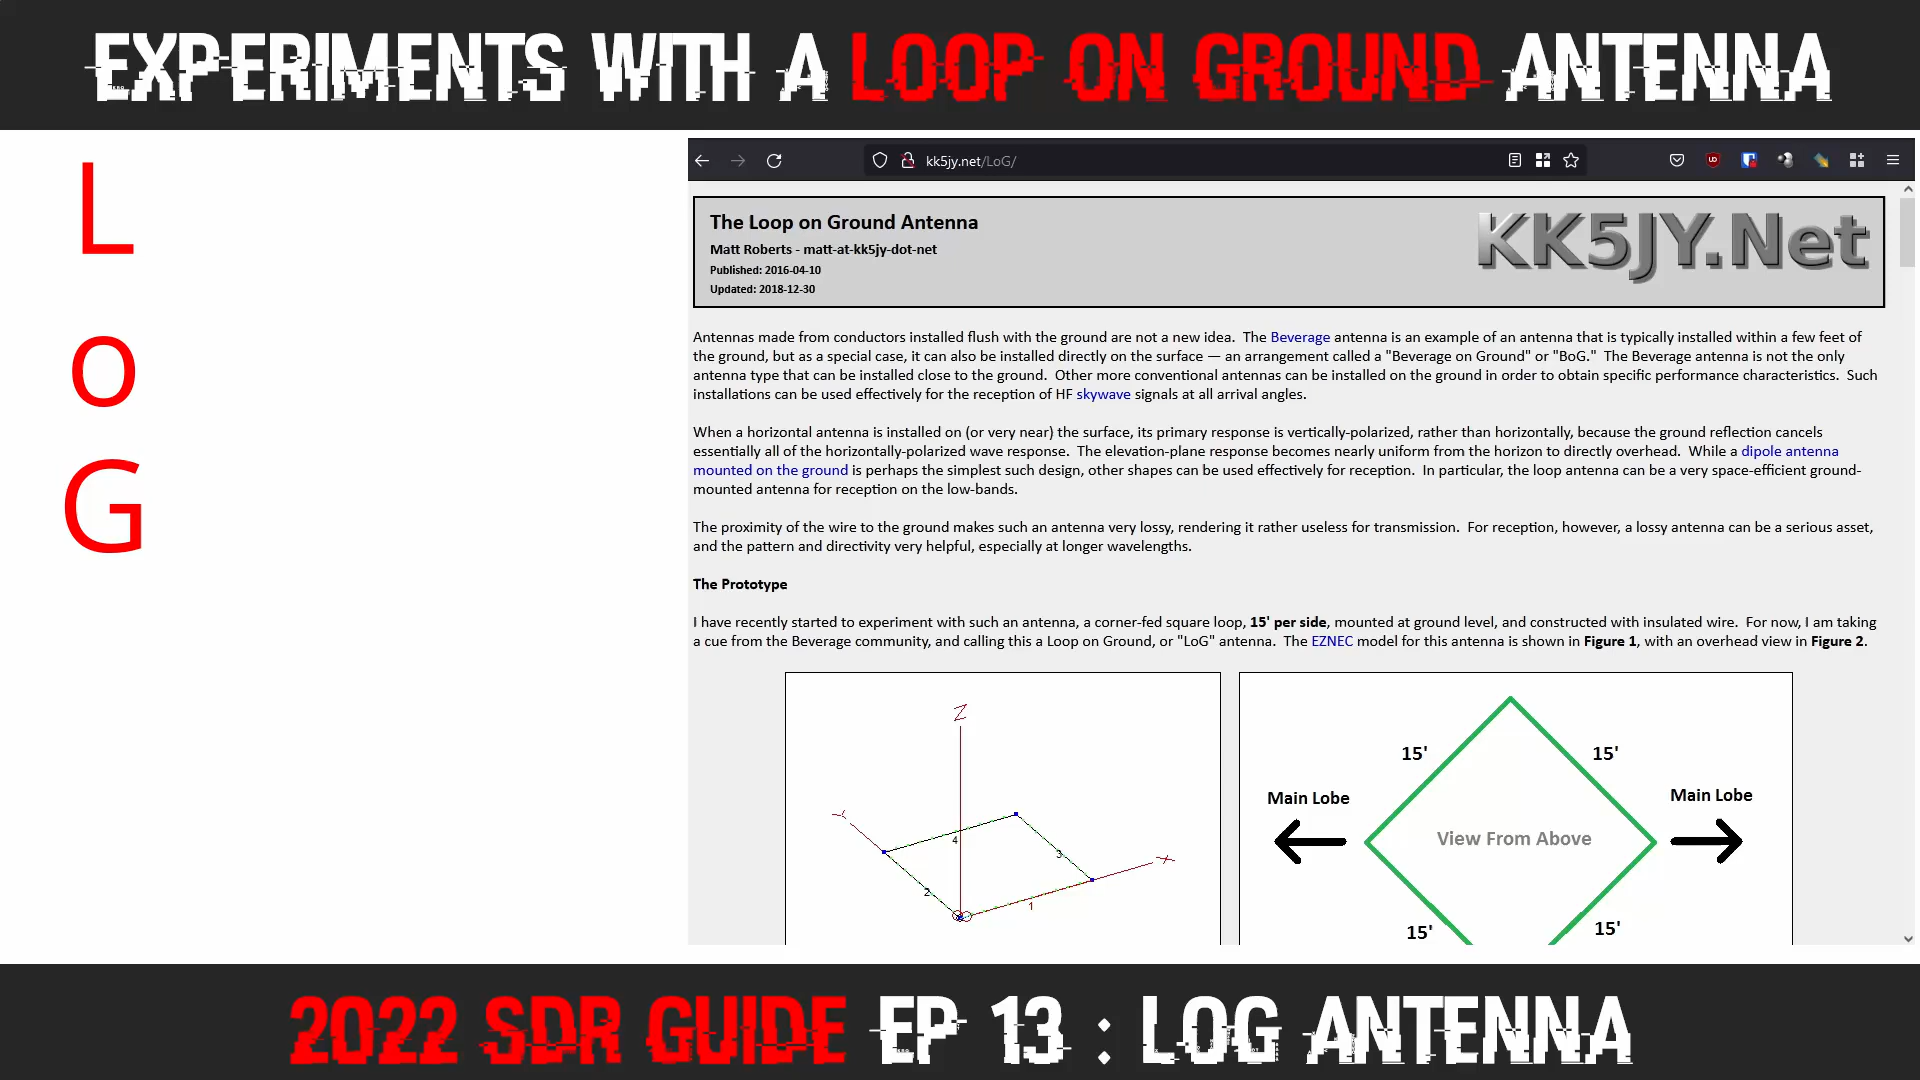 EXPERIMENTS WITH A LOOP ON GROUND ANTENNA
L
o
G
kk5jy.net/LoG/
The Loop on Ground Antenna
Matt Roberts - matt-at-kk5jy-dot-net
Published: 2016-04-10
Updated: 2018-12-30
KK5JY.Net
Antennas made from conductors installed flush with the ground are not a new idea. The Beverage antenna is an example of an antenna that is typically installed within a few feet of
the ground, but as a special case, it can also be installed directly on the surface — an arrangement called a "Beverage on Ground" or "BoG." The Beverage antenna is not the only
antenna type that can be installed close to the ground. Other more conventional antennas can be installed on the ground in order to obtain specific performance characteristics. Such
installations can be used effectively for the reception of HF skywave signals at all arrival angles.
When a horizontal antenna is installed on (or very near) the surface, its primary response is vertically-polarized, rather than horizontally, because the ground reflection cancels
essentially all of the horizontally-polarized wave response. The elevation-plane response becomes nearly uniform from the horizon to directly overhead. While a dipole antenna
mounted on the ground is perhaps the simplest such design, other shapes can be used effectively for reception. In particular, the loop antenna can be a very space-efficient ground-
mounted antenna for reception on the low-bands.
The proximity of the wire to the ground makes such an antenna very lossy, rendering it rather useless for transmission. For reception, however, a lossy antenna can be a serious asset,
and the pattern and directivity very helpful, especially at longer wavelengths.
The Prototype
I have recently started to experiment with such an antenna, a corner-fed square loop, 15' per side, mounted at ground level, and constructed with insulated wire. For now, I am taking
a cue from the Beverage community, and calling this a Loop on Ground, or "LoG" antenna. The EZNEC model for this antenna is shown in Figure 1, with an overhead view in Figure 2.
Z
Y
X
4
3
2
1
15'
15'
Main Lobe
Main Lobe
View From Above
15'
15'
2022 SDR GUIDE EP 13 : LOG ANTENNA